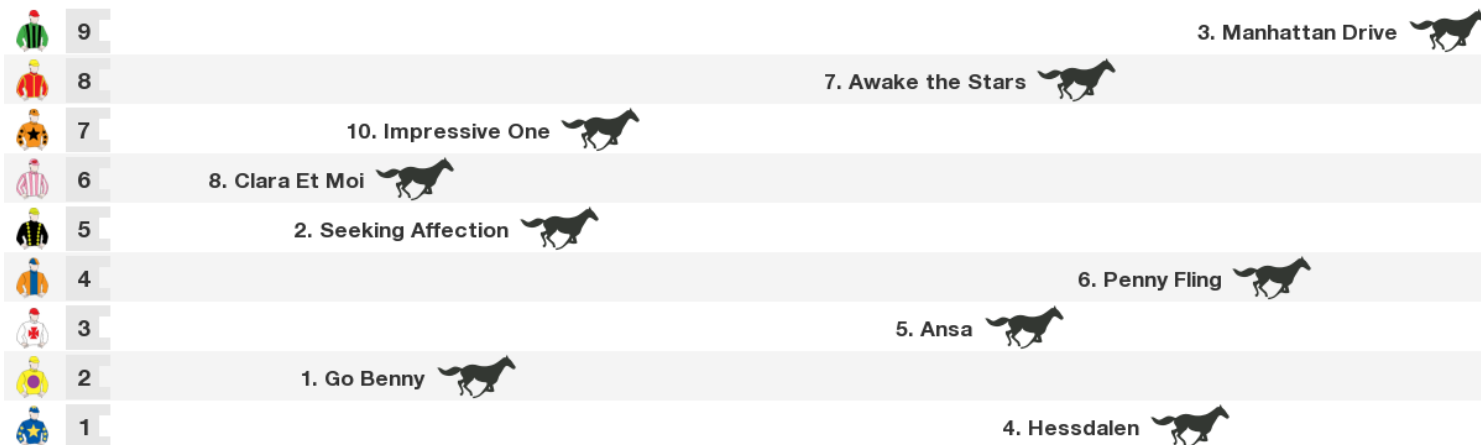 9 3. Manhattan Drive
8 7. Awake the Stars
7 10. Impressive One
6 8. Clara Et Moi
5 2. Seeking Affection
4 6. Penny Fling
3 5. Ansa
2 1. Go Benny
1 4. Hessdalen